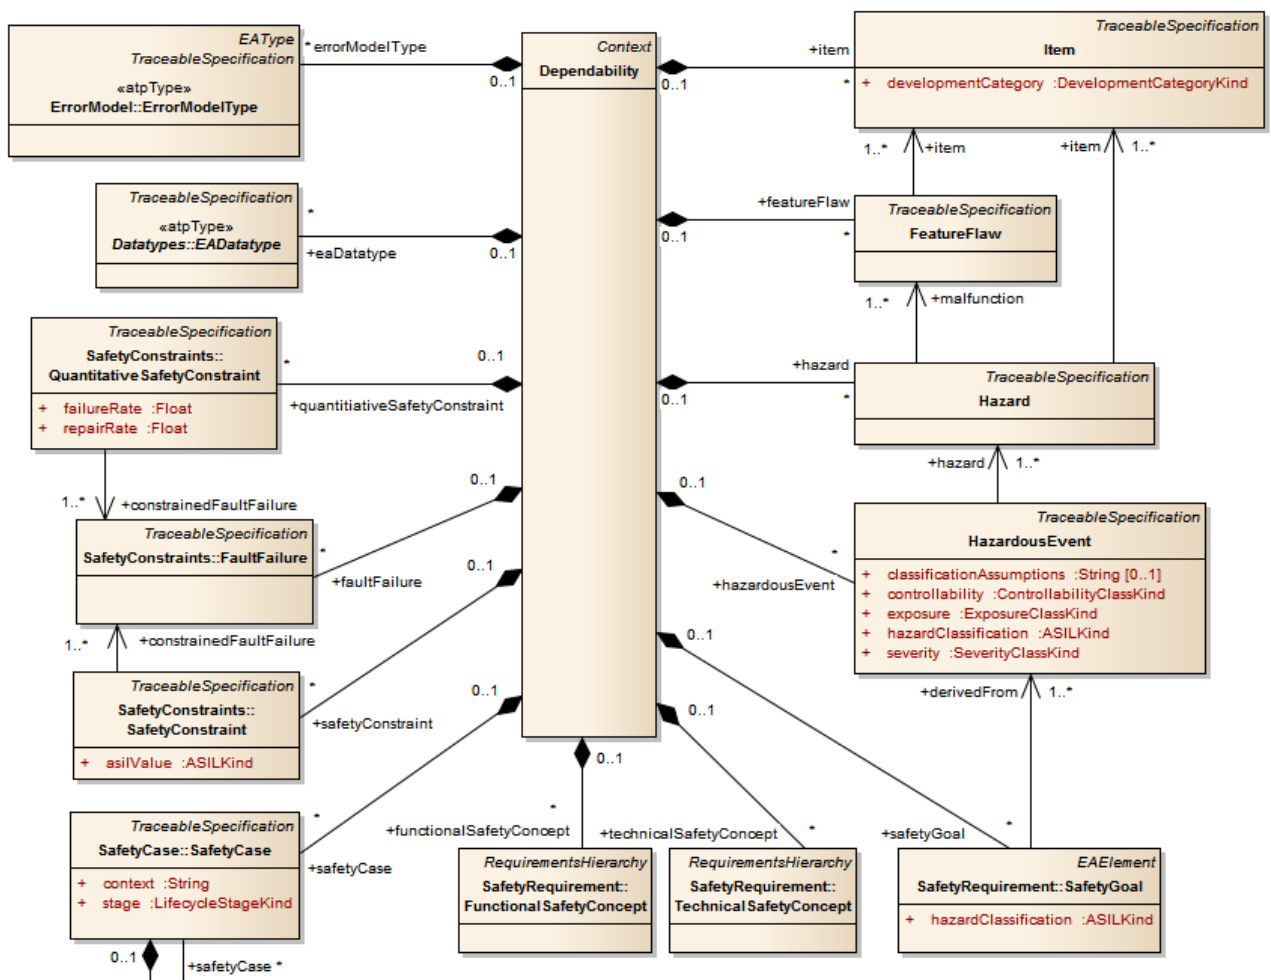 EAType
TraceableSpecification
«atpType»
ErrorModel::ErrorModelType
* errorModelType
0..1
Context
Dependability
0..1
+item
*
TraceableSpecification
Item
+ developmentCategory :DevelopmentCategoryKind
1..* +item
+item 1..*
TraceableSpecification
«atpType»
Datatypes::EADatatype
*
+eaDatatype
0..1
+featureFlaw
0..1
*
TraceableSpecification
FeatureFlaw
1..* +malfunction
TraceableSpecification
SafetyConstraints::
QuantitativeSafetyConstraint
+ failureRate :Float
+ repairRate :Float
*
0..1
+quantitiativeSafetyConstraint
+hazard
0..1
*
TraceableSpecification
Hazard
+hazard 1..*
1..* +constrainedFaultFailure
TraceableSpecification
SafetyConstraints::FaultFailure
0..1
*
+faultFailure
0..1
*
+hazardousEvent
TraceableSpecification
HazardousEvent
+ classificationAssumptions :String [0..1]
+ controllability :ControllabilityClassKind
+ exposure :ExposureClassKind
+ hazardClassification :ASILKind
+ severity :SeverityClassKind
1..* +constrainedFaultFailure
TraceableSpecification
SafetyConstraints::
SafetyConstraint
+ asilValue :ASILKind
0..1
*
+safetyConstraint
+derivedFrom 1..*
0..1
0..1
0..1
0..1
TraceableSpecification
SafetyCase::SafetyCase
+ context :String
+ stage :LifecycleStageKind
*
+safetyCase
*
+functionalSafetyConcept
+technicalSafetyConcept
*
+safetyGoal
*
*
RequirementsHierarchy
SafetyRequirement::
FunctionalSafetyConcept
RequirementsHierarchy
SafetyRequirement::
TechnicalSafetyConcept
EAElement
SafetyRequirement::SafetyGoal
+ hazardClassification :ASILKind
0..1
+safetyCase *